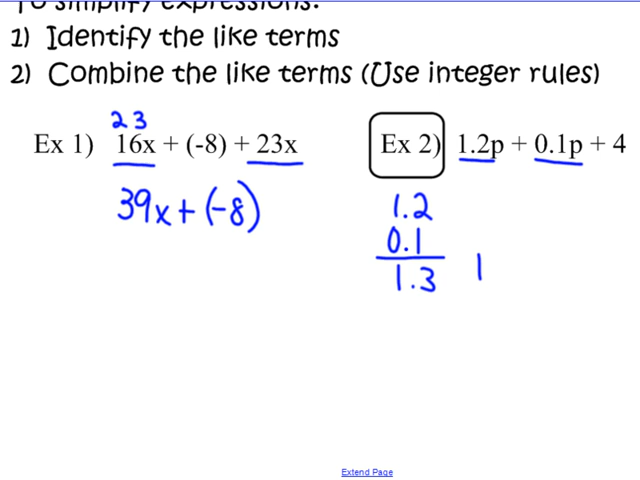 To simplify expressions:
1) Identify the like terms
2) Combine the like terms (Use integer rules)
23
Ex 1) 16x + (-8) + 23x
39x + (-8)
Ex 2) 1.2p + 0.1p + 4
1.2
0.1
1.3 1
Extend Page